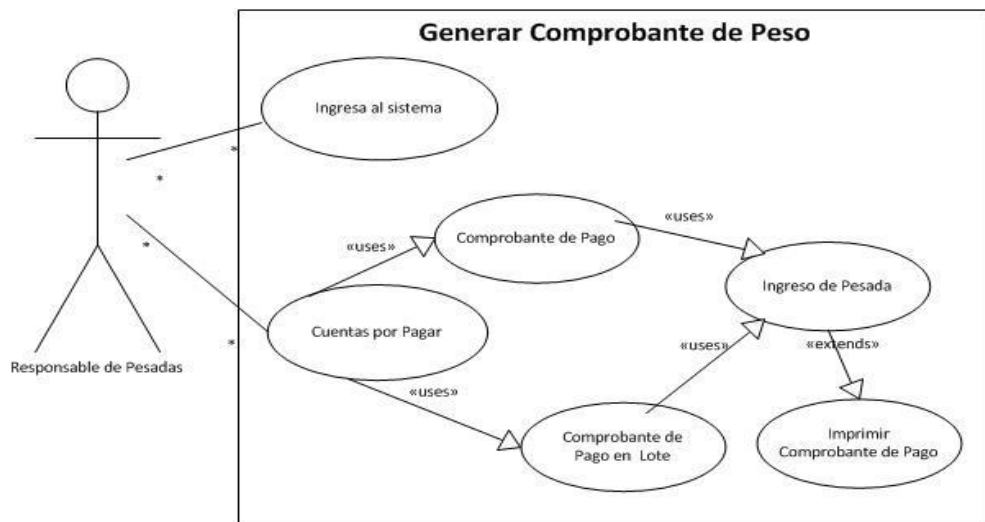 Generar Comprobante de Peso
Ingresa al sistema
*
*
«uses»
Comprobante de Pago
«uses»
*
Ingreso de Pesada
Cuentas por Pagar
*
Responsable de Pesadas
«uses»
«extends»
«uses»
Comprobante de
Pago en Lote
Imprimir
Comprobante de Pago